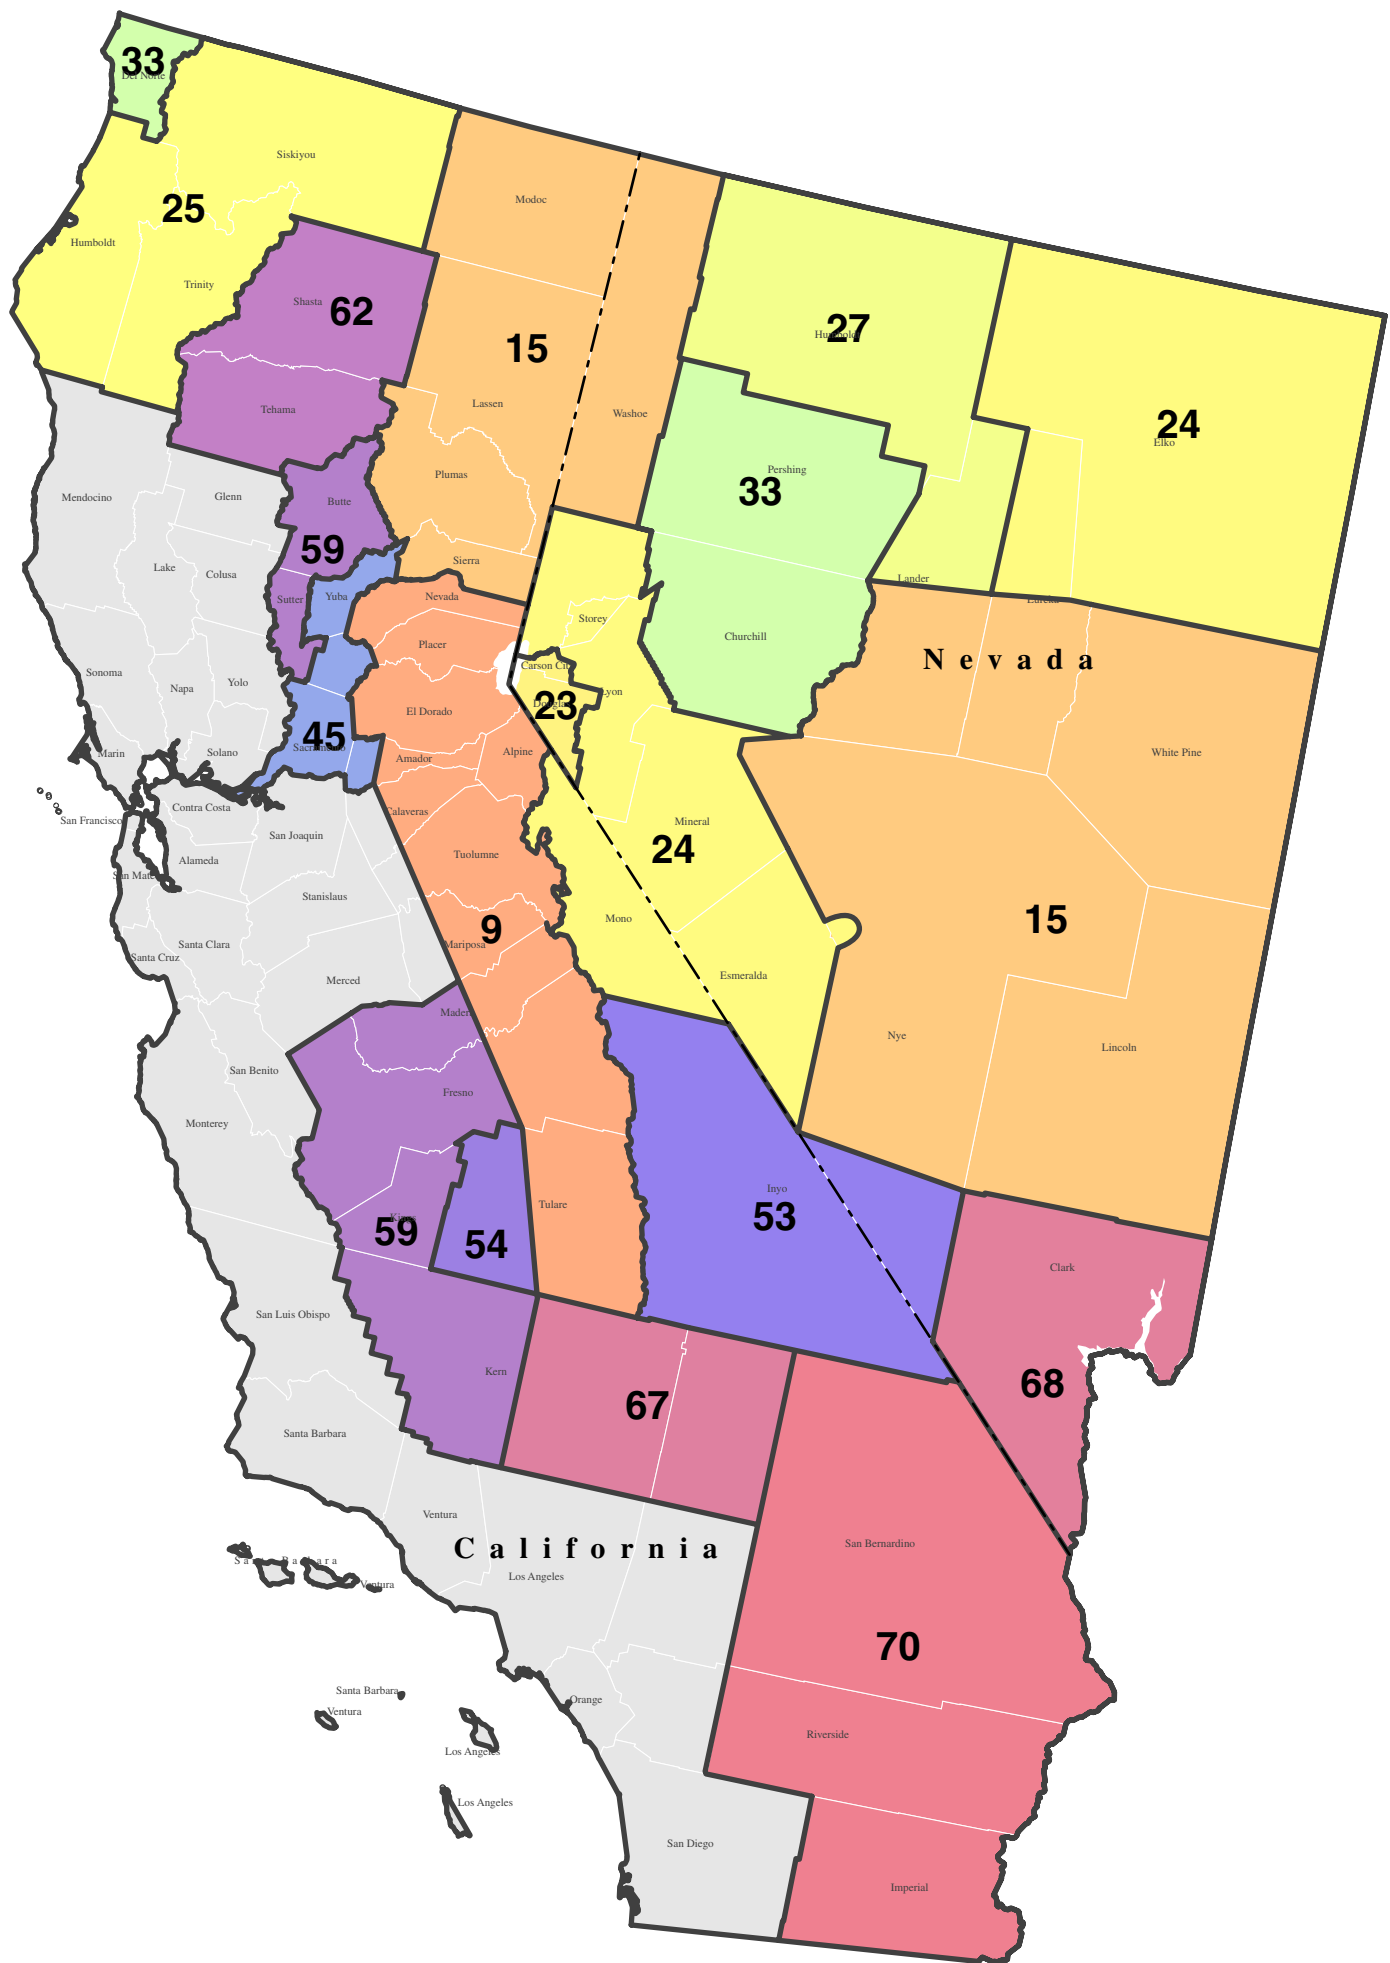 33
Del Norte
Siskiyou
Modoc
25
Humboldt
Trinity
Shasta
62
15
27
Humboldt
Lassen
Washoe
Tehama
24
Elko
Plumas
Pershing
33
Mendocino
Glenn
Butte
59
Sierra
Lake
Colusa
Lander
Sutter
Yuba
Nevada
Eureka
Storey
Churchill
Placer
Nevada
Sonoma
Napa
Yolo
Carson City
Lyon
Douglas
23
El Dorado
45
Sacramento
Marin
Solano
Amador
Alpine
White Pine
San Francisco
Contra Costa
Calaveras
Mineral
San Joaquin
24
Alameda
Tuolumne
San Mateo
Stanislaus
Mono
15
9
Santa Clara
Mariposa
Santa Cruz
Merced
Esmeralda
Madera
Nye
Lincoln
San Benito
Fresno
Monterey
Inyo
53
Tulare
Kings
59
54
Clark
San Luis Obispo
Kern
68
67
Santa Barbara
Ventura
California
San Bernardino
Santa Barbara
Ventura
Los Angeles
70
Santa Barbara
Ventura
Orange
Riverside
Los Angeles
Los Angeles
San Diego
Imperial